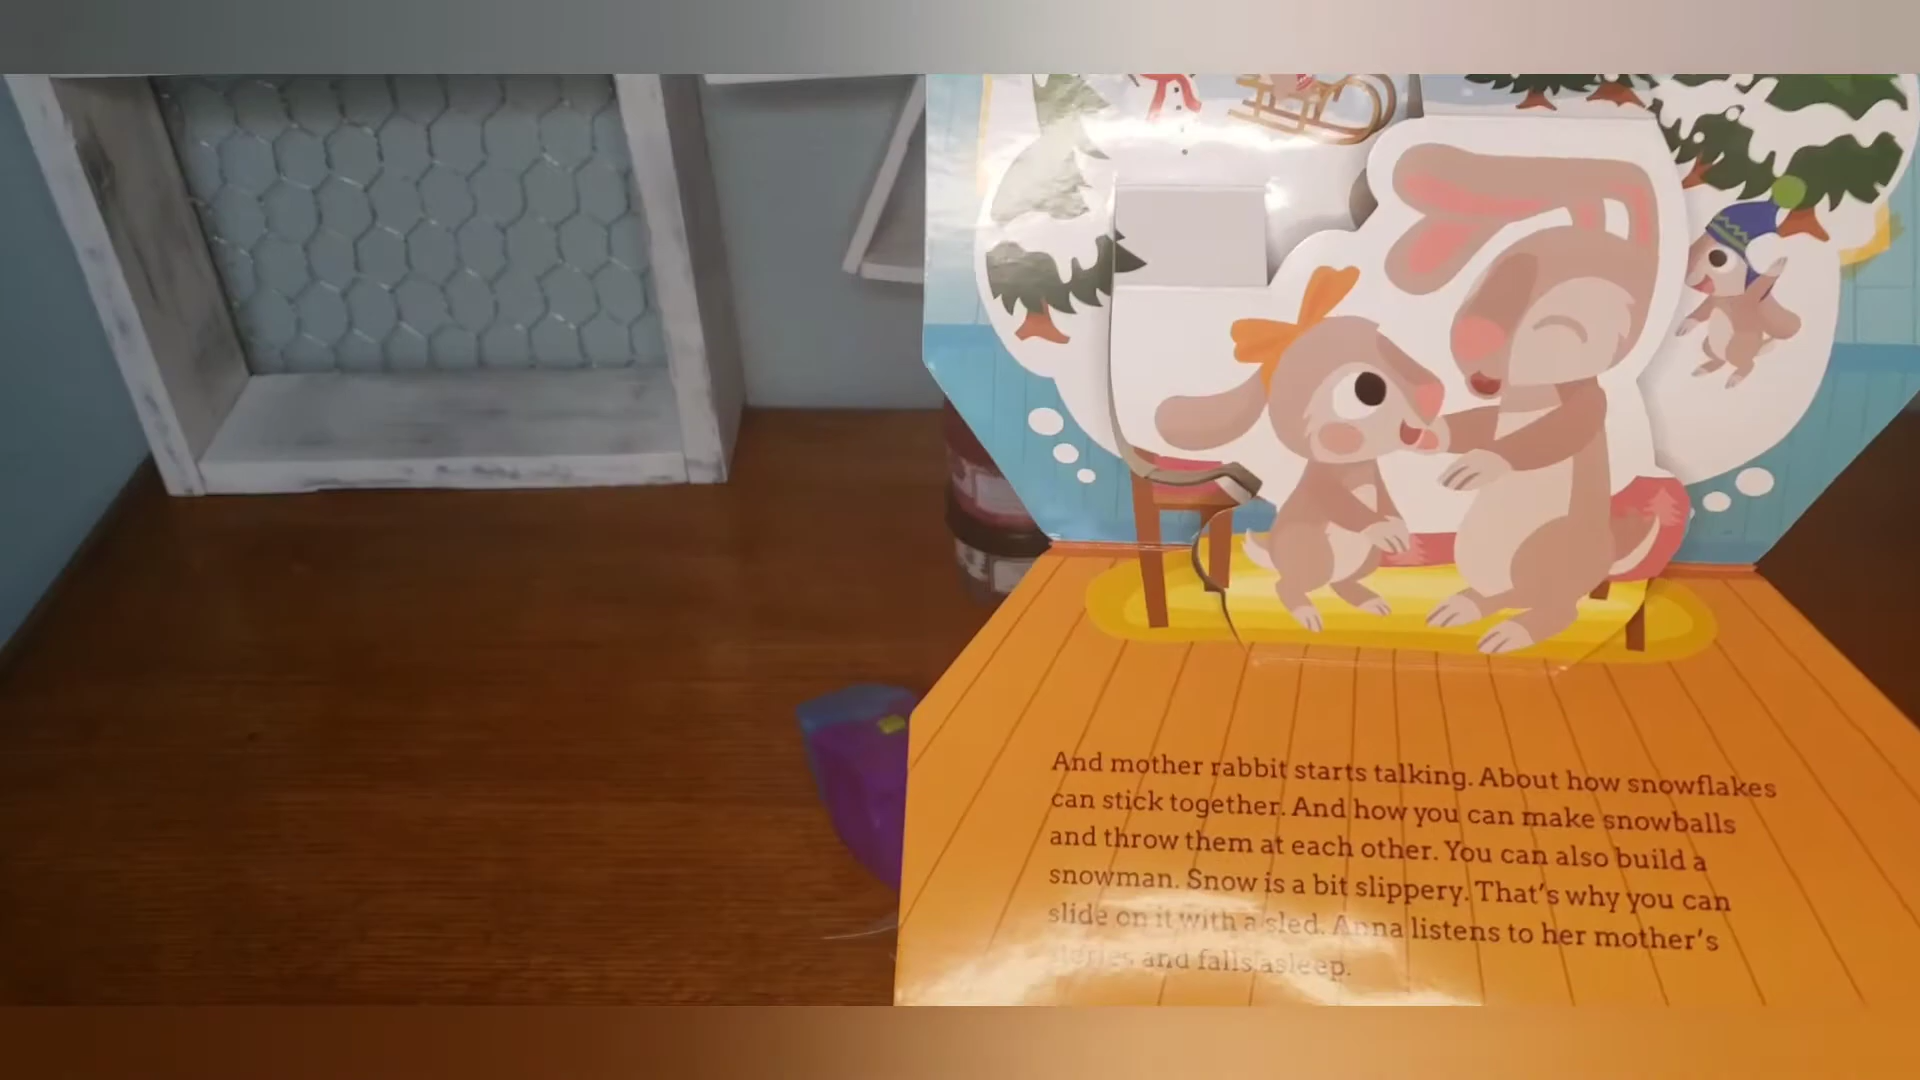 And mother rabbit starts talking. About how snowflakes
can stick together. And how you can make snowballs
and throw them at each other. You can also build a
snowman. Snow is a bit slippery. That's why you can
slide on it with a sled. Anna listens to her mother's
stories and falls asleep.